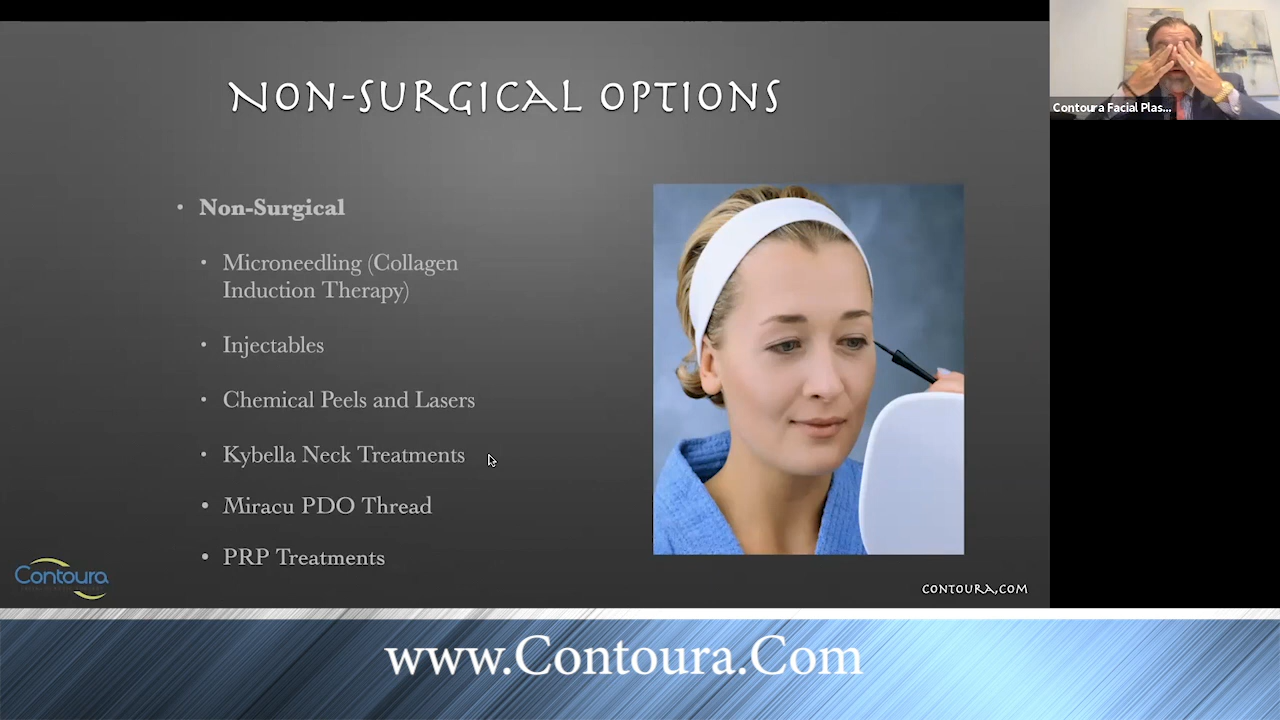 Non-Surgical Options
Contoura Facial Plas...
• Non-Surgical
• Microneedling (Collagen
Induction Therapy)
• Injectables
• Chemical Peels and Lasers
• Kybella Neck Treatments
• Miracu PDO Thread
• PRP Treatments
Contoura
contoura.com
www.Contoura.Com